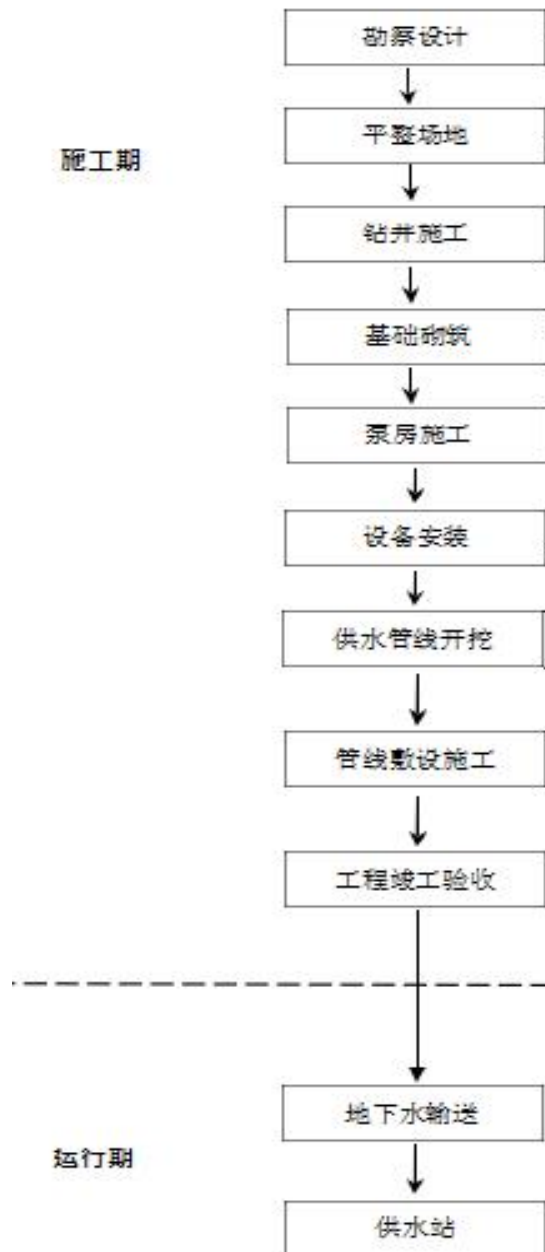 勘察设计
平整场地
施工期
钻井施工
基础砌筑
泵房施工
设备安装
供水管线开挖
管线敷设施工
工程竣工验收
地下水输送
运行期
供水站